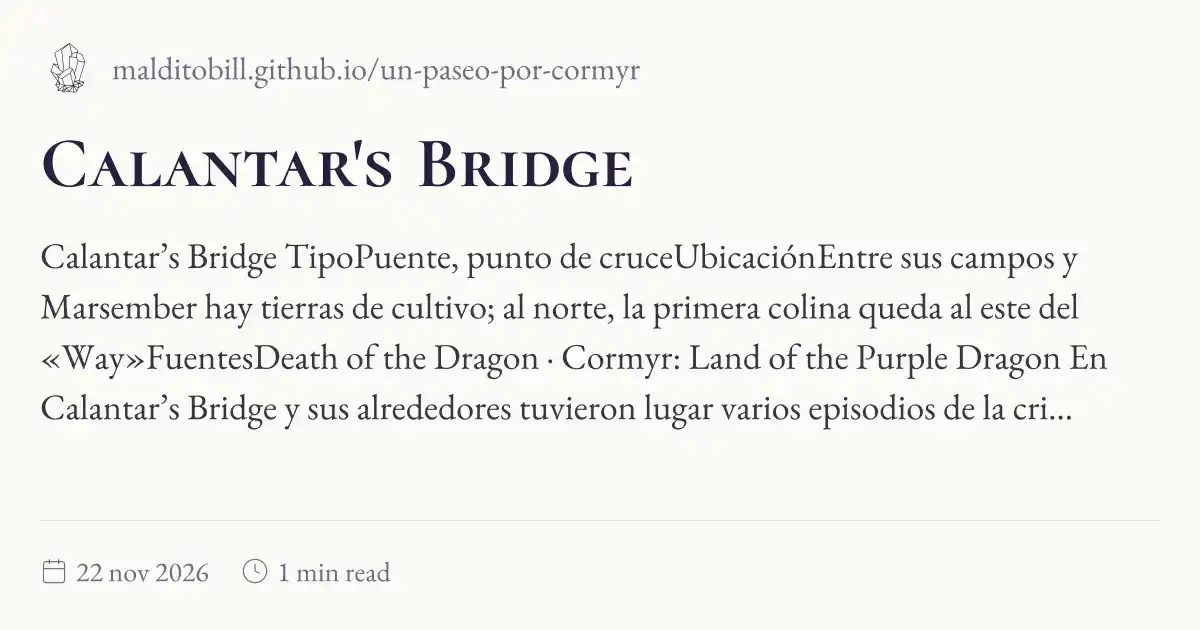 malditobill.github.io/un-paseo-por-cormyr
Calantar's Bridge
Calantar’s Bridge TipoPuente, punto de cruceUbicaciónEntre sus campos y
Marsember hay tierras de cultivo; al norte, la primera colina queda al este del
«Way»FuentesDeath of the Dragon · Cormyr: Land of the Purple Dragon En
Calantar’s Bridge y sus alrededores tuvieron lugar varios episodios de la cri...
22 nov 2026
1 min read